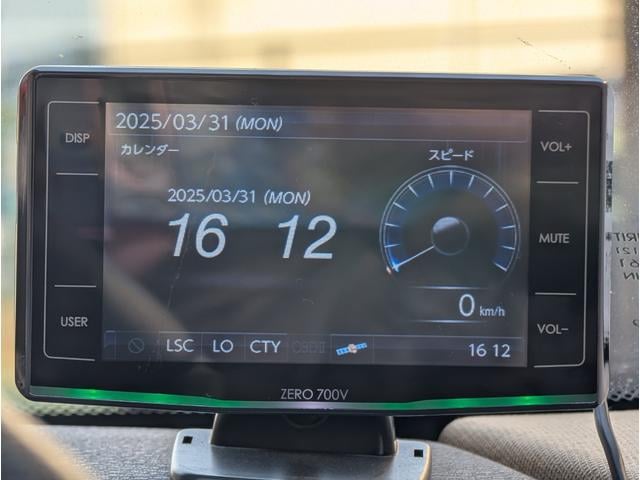 2025/03/31 (MON)
DISP
カレンダー
スピード
VOL+
2025/03/31 (MON)
16 12
MUTE
0 km/h
USER
VOL−
LSC LO CTY OBDII
16 12
ZERO 700V